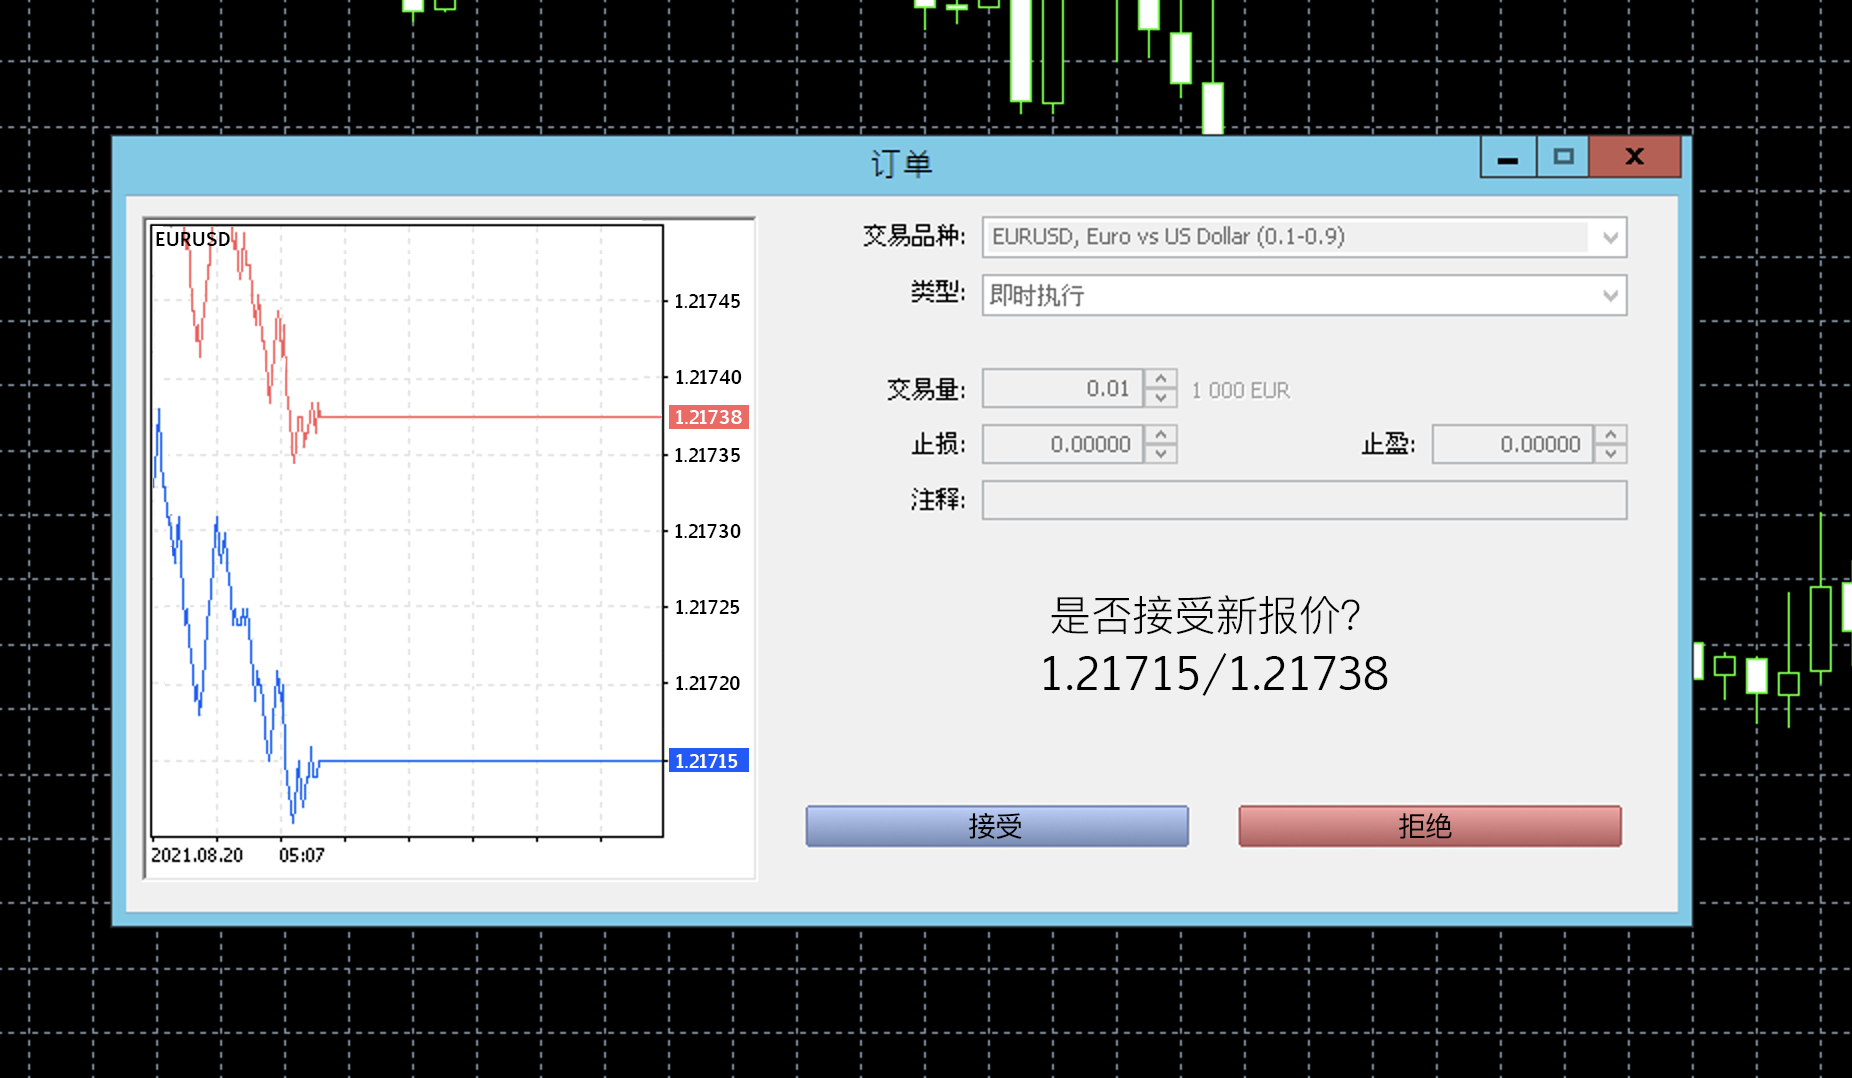 订单
EURUSD
1.21745
1.21740
1.21738
1.21735
1.21730
1.21725
1.21720
1.21715
2021.08.20 05:07
交易品种: EURUSD, Euro vs US Dollar (0.1-0.9)
类型: 即时执行
交易量: 0.01 1 000 EUR
止损: 0.00000 止盈: 0.00000
注释:
是否接受新报价?
1.21715/1.21738
接受 拒绝